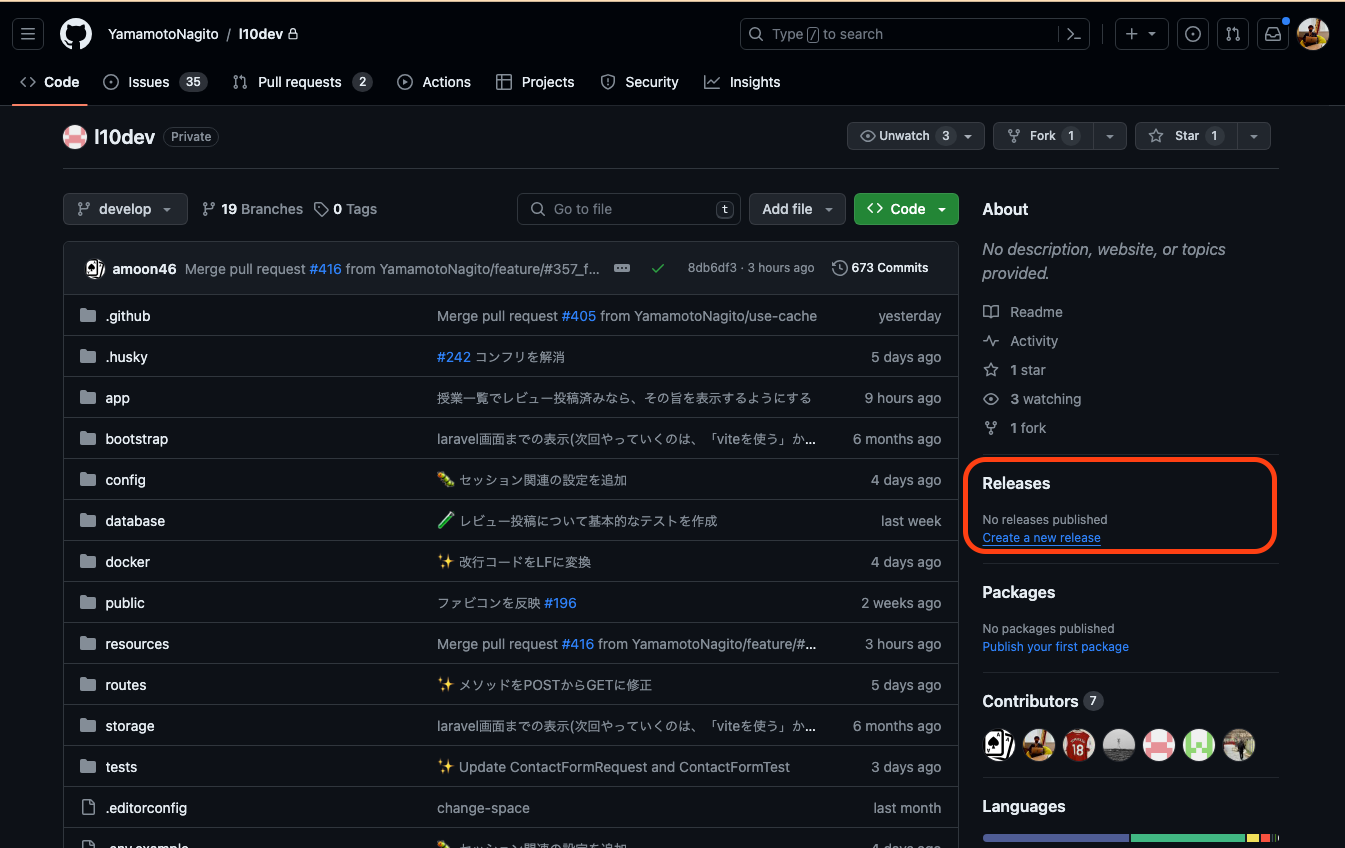 YamamotoNagito / l10dev
Type / to search
Code Issues 35 Pull requests 2 Actions Projects Security Insights
l10dev Private
Unwatch 3 Fork 1 Star 1
develop 19 Branches 0 Tags
Go to file t Add file Code
amoon46 Merge pull request #416 from YamamotoNagito/feature/#357_f... 8db6df3 · 3 hours ago 673 Commits
.github Merge pull request #405 from YamamotoNagito/use-cache yesterday
.husky #242 コンフリを解消 5 days ago
app 授業一覧でレビュー投稿済みなら、その旨を表示するようにする 9 hours ago
bootstrap laravel画面までの表示(次回やっていくのは、「viteを使う」か... 6 months ago
config 🐛 セッション関連の設定を追加 4 days ago
database 🧪 レビュー投稿について基本的なテストを作成 last week
docker ✨ 改行コードをLFに変換 4 days ago
public ファビコンを反映 #196 2 weeks ago
resources Merge pull request #416 from YamamotoNagito/feature/#... 3 hours ago
routes ✨ メソッドをPOSTからGETに修正 5 days ago
storage laravel画面までの表示(次回やっていくのは、「viteを使う」か... 6 months ago
tests ✨ Update ContactFormRequest and ContactFormTest 3 days ago
.editorconfig change-space last month
.env.example 🐛 セッション関連の設定を追加 4 days ago
About
No description, website, or topics
provided.
Readme
Activity
1 star
3 watching
1 fork
Releases
No releases published
Create a new release
Packages
No packages published
Publish your first package
Contributors 7
18
Languages